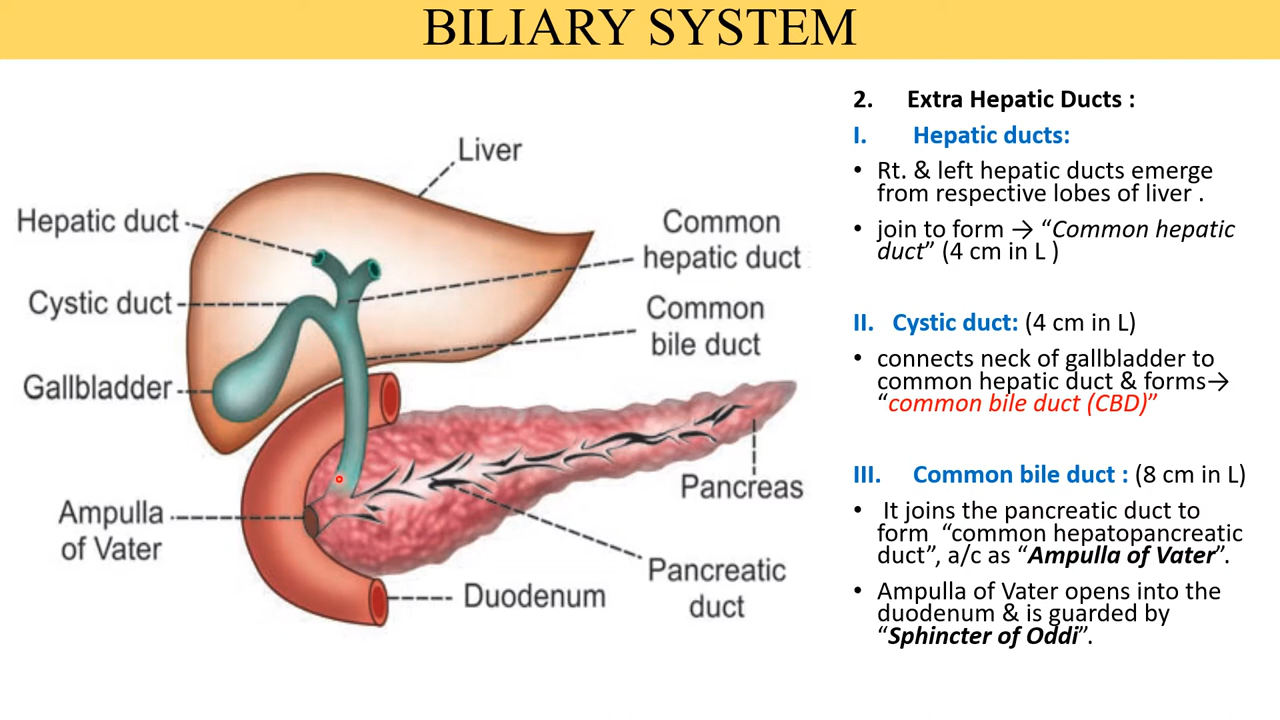 BILIARY SYSTEM
Liver
Hepatic duct
Common
hepatic duct
Cystic duct
Common
bile duct
Gallbladder
Pancreas
Ampulla
of Vater
Pancreatic
duct
Duodenum
2. Extra Hepatic Ducts :
I. Hepatic ducts:
• Rt. & left hepatic ducts emerge
from respective lobes of liver .
• join to form → “Common hepatic
duct” (4 cm in L )
II. Cystic duct: (4 cm in L)
• connects neck of gallbladder to
common hepatic duct & forms→
“common bile duct (CBD)”
III. Common bile duct : (8 cm in L)
• It joins the pancreatic duct to
form “common hepatopancreatic
duct”, a/c as “Ampulla of Vater”.
• Ampulla of Vater opens into the
duodenum & is guarded by
“Sphincter of Oddi”.